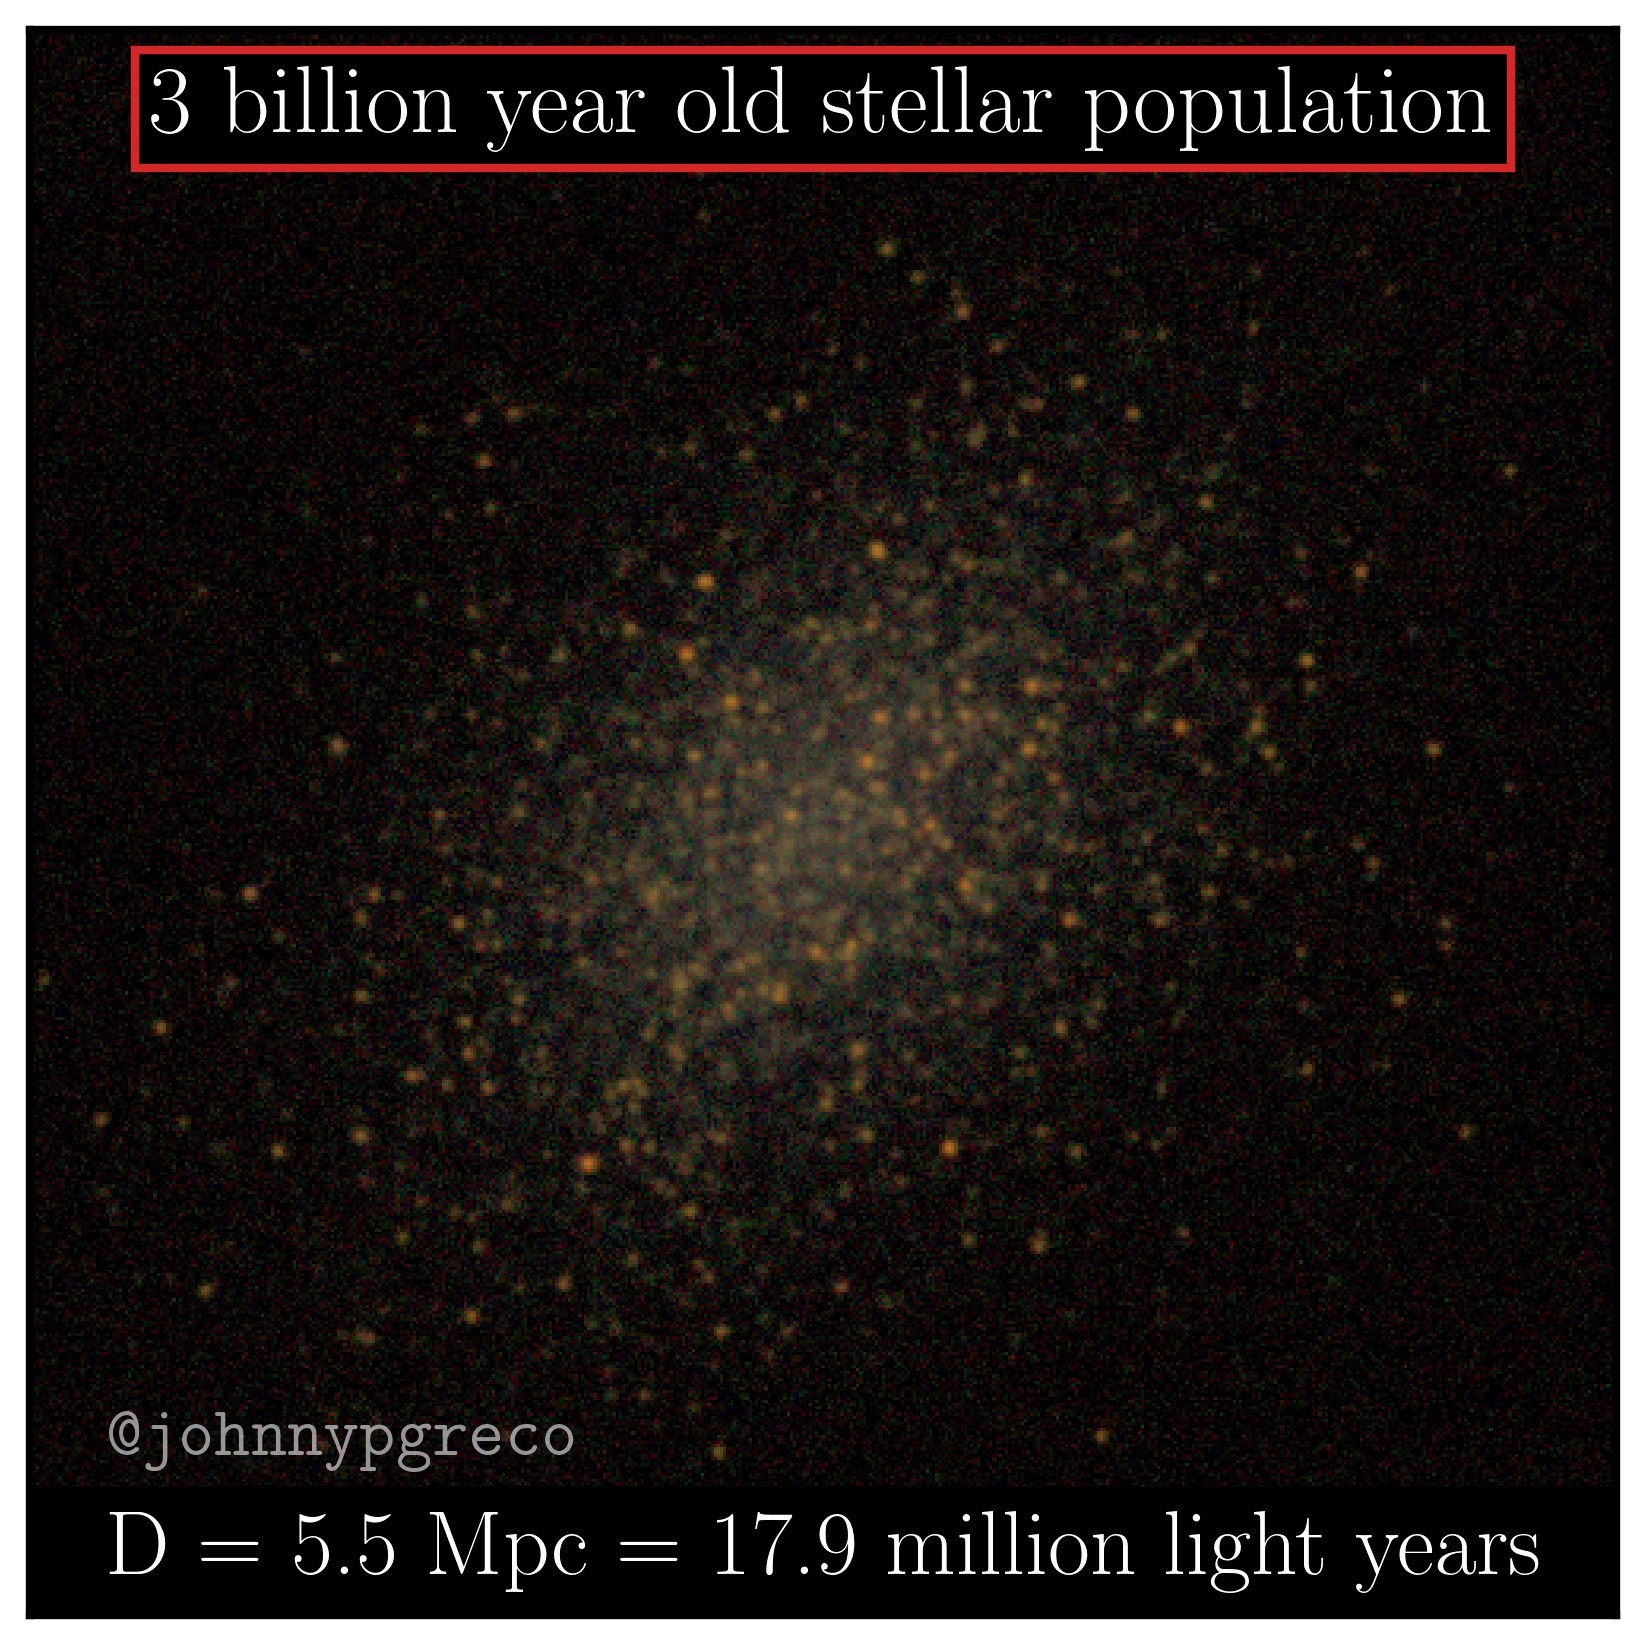 3 billion year old stellar population
@johnnypgreco
D = 5.5 Mpc = 17.9 million light years